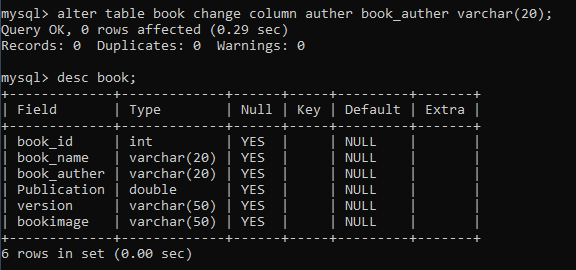 mysql> alter table book change column auther book_auther varchar(20);
Query OK, 0 rows affected (0.29 sec)
Records: 0  Duplicates: 0  Warnings: 0

mysql> desc book;
+-------------+-------------+------+-----+---------+-------+
| Field       | Type        | Null | Key | Default | Extra |
+-------------+-------------+------+-----+---------+-------+
| book_id     | int         | YES  |     | NULL    |       |
| book_name   | varchar(20) | YES  |     | NULL    |       |
| book_auther | varchar(20) | YES  |     | NULL    |       |
| Publication | double      | YES  |     | NULL    |       |
| version     | varchar(50) | YES  |     | NULL    |       |
| bookimage   | varchar(50) | YES  |     | NULL    |       |
+-------------+-------------+------+-----+---------+-------+
6 rows in set (0.00 sec)